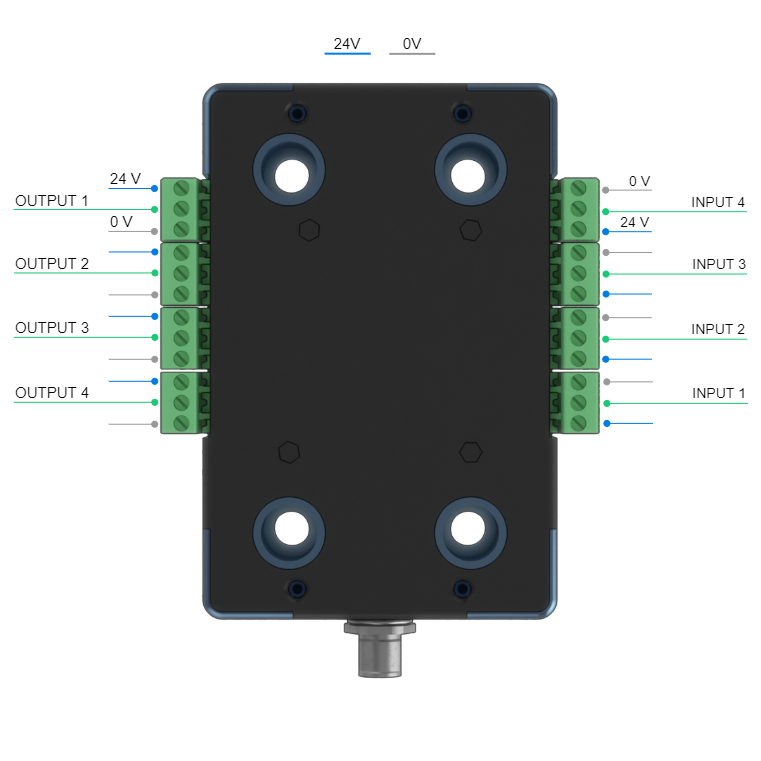 24V 0V
24 V
OUTPUT 1
0 V
OUTPUT 2
OUTPUT 3
OUTPUT 4
0 V
INPUT 4
24 V
INPUT 3
INPUT 2
INPUT 1